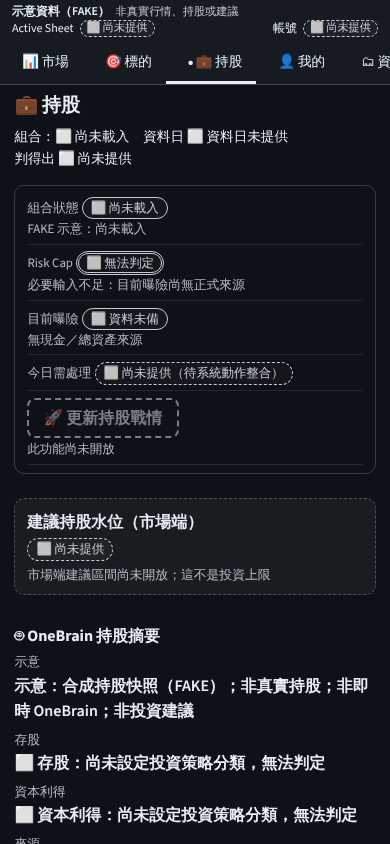 示意資料（FAKE） 非真實行情、持股或建議
Active Sheet ⬜ 尚未提供 帳號 ⬜ 尚未提供
📊 市場 🎯 標的 • 💼 持股 👤 我的 🗂 資
💼 持股
組合：⬜ 尚未載入 資料日 ⬜ 資料日未提供
判得出 ⬜ 尚未提供
組合狀態 ⬜ 尚未載入
FAKE 示意：尚未載入
Risk Cap ⬜ 無法判定
必要輸入不足：目前曝險尚無正式來源
目前曝險 ⬜ 資料未備
無現金／總資產來源
今日需處理 ⬜ 尚未提供（待系統動作整合）
🚀 更新持股戰情
此功能尚未開放
建議持股水位（市場端）
⬜ 尚未提供
市場端建議區間尚未開放；這不是投資上限
OneBrain 持股摘要
示意
示意：合成持股快照（FAKE）；非真實持股；非即
時 OneBrain；非投資建議
存股
⬜ 存股：尚未設定投資策略分類，無法判定
資本利得
⬜ 資本利得：尚未設定投資策略分類，無法判定
來源